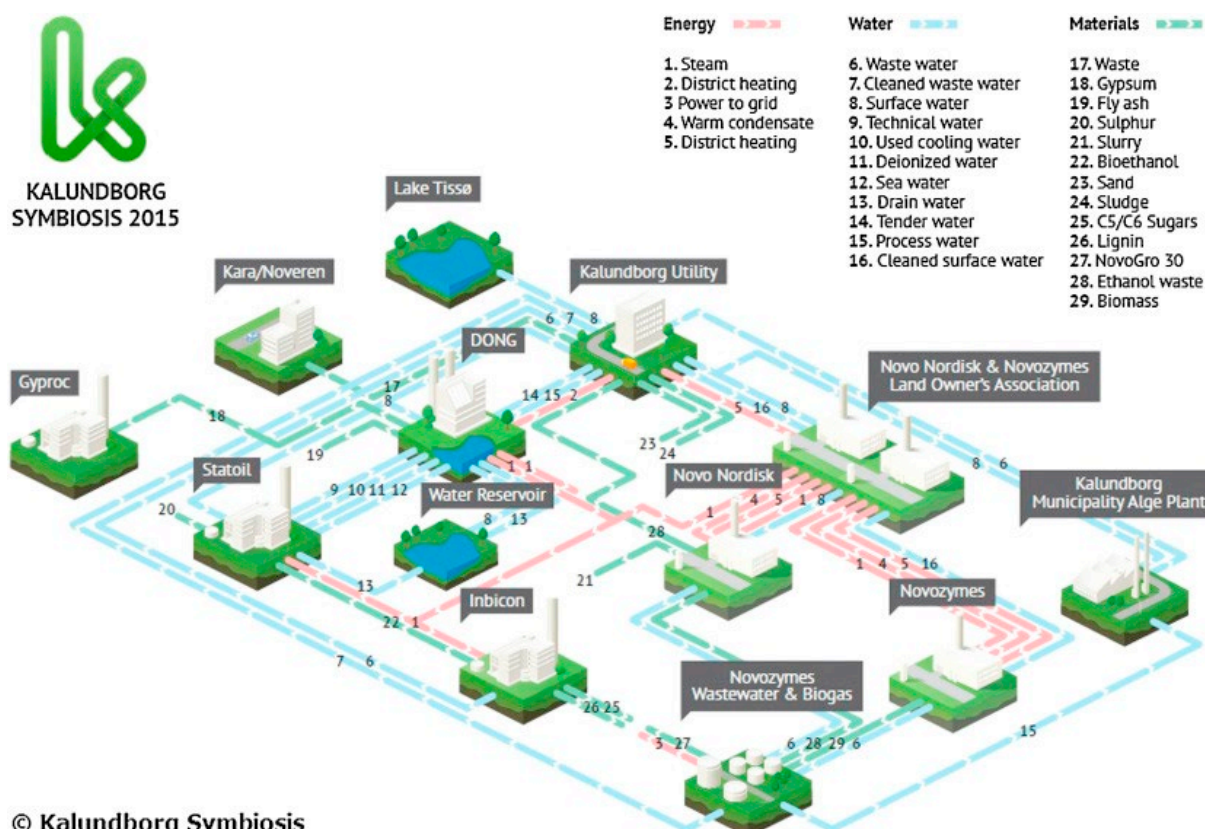 KALUNDBORG
SYMBIOSIS 2015
Energy
1. Steam
2. District heating
3 Power to grid
4. Warm condensate
5. District heating
Water
6. Waste water
7. Cleaned waste water
8. Surface water
9. Technical water
10. Used cooling water
11. Deionized water
12. Sea water
13. Drain water
14. Tender water
15. Process water
16. Cleaned surface water
Materials
17. Waste
18. Gypsum
19. Fly ash
20. Sulphur
21. Slurry
22. Bioethanol
23. Sand
24. Sludge
25. C5/C6 Sugars
26. Lignin
27. NovoGro 30
28. Ethanol waste
29. Biomass
Lake Tissø
Kara/Noveren
Kalundborg Utility
6 7 8
DONG
Gyproc
Novo Nordisk & Novozymes
Land Owner's Association
17
8
14 15 2
5 16 8
18
23
24
19
Statoil
1 1
Novo Nordisk
8 6
Kalundborg
Municipality Alge Plant
9 10 11 12
Water Reservoir
20
8 13
1 4 5 1 8
28
21
13
1 4 5 16
Inbicon
Novozymes
22 1
7 6
Novozymes
Wastewater & Biogas
26 25
3 27
6 28 29 6
15
© Kalundborg Symbiosis